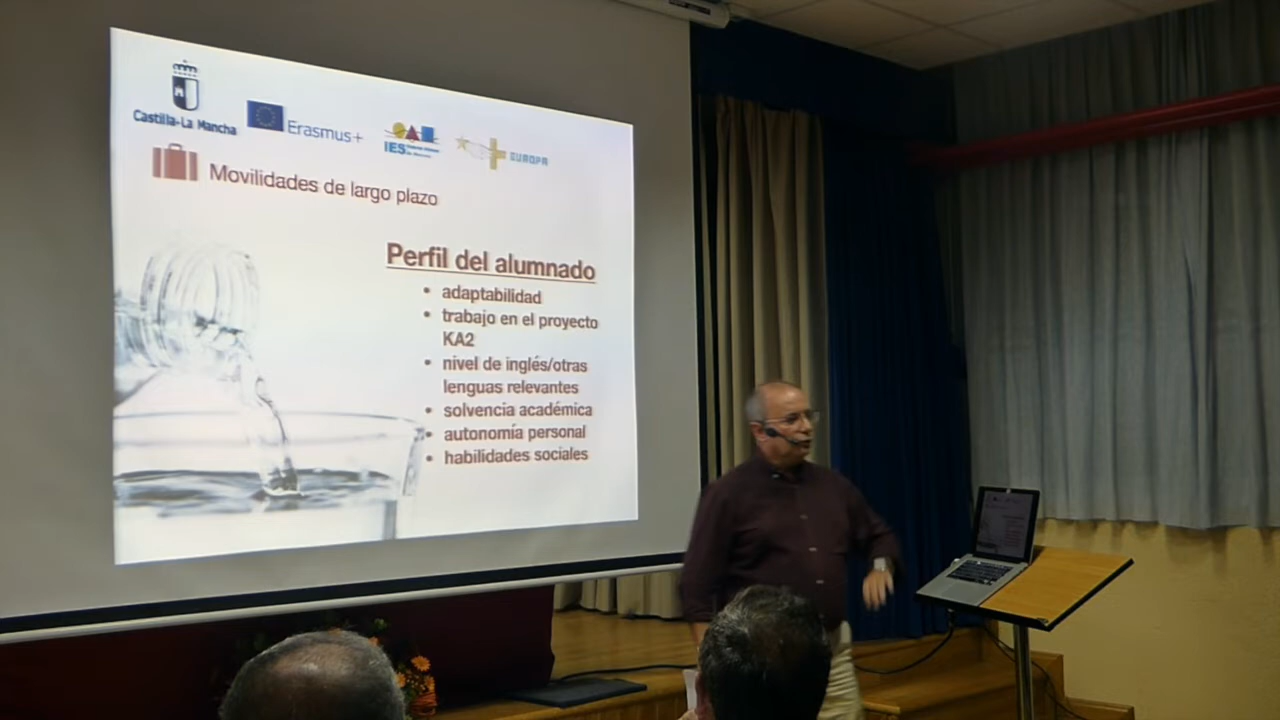 Castilla-La Mancha
Erasmus+
IES
EUROPA
Movilidades de largo plazo
Perfil del alumnado
• adaptabilidad
• trabajo en el proyecto
KA2
• nivel de inglés/otras
lenguas relevantes
• solvencia académica
• autonomía personal
• habilidades sociales